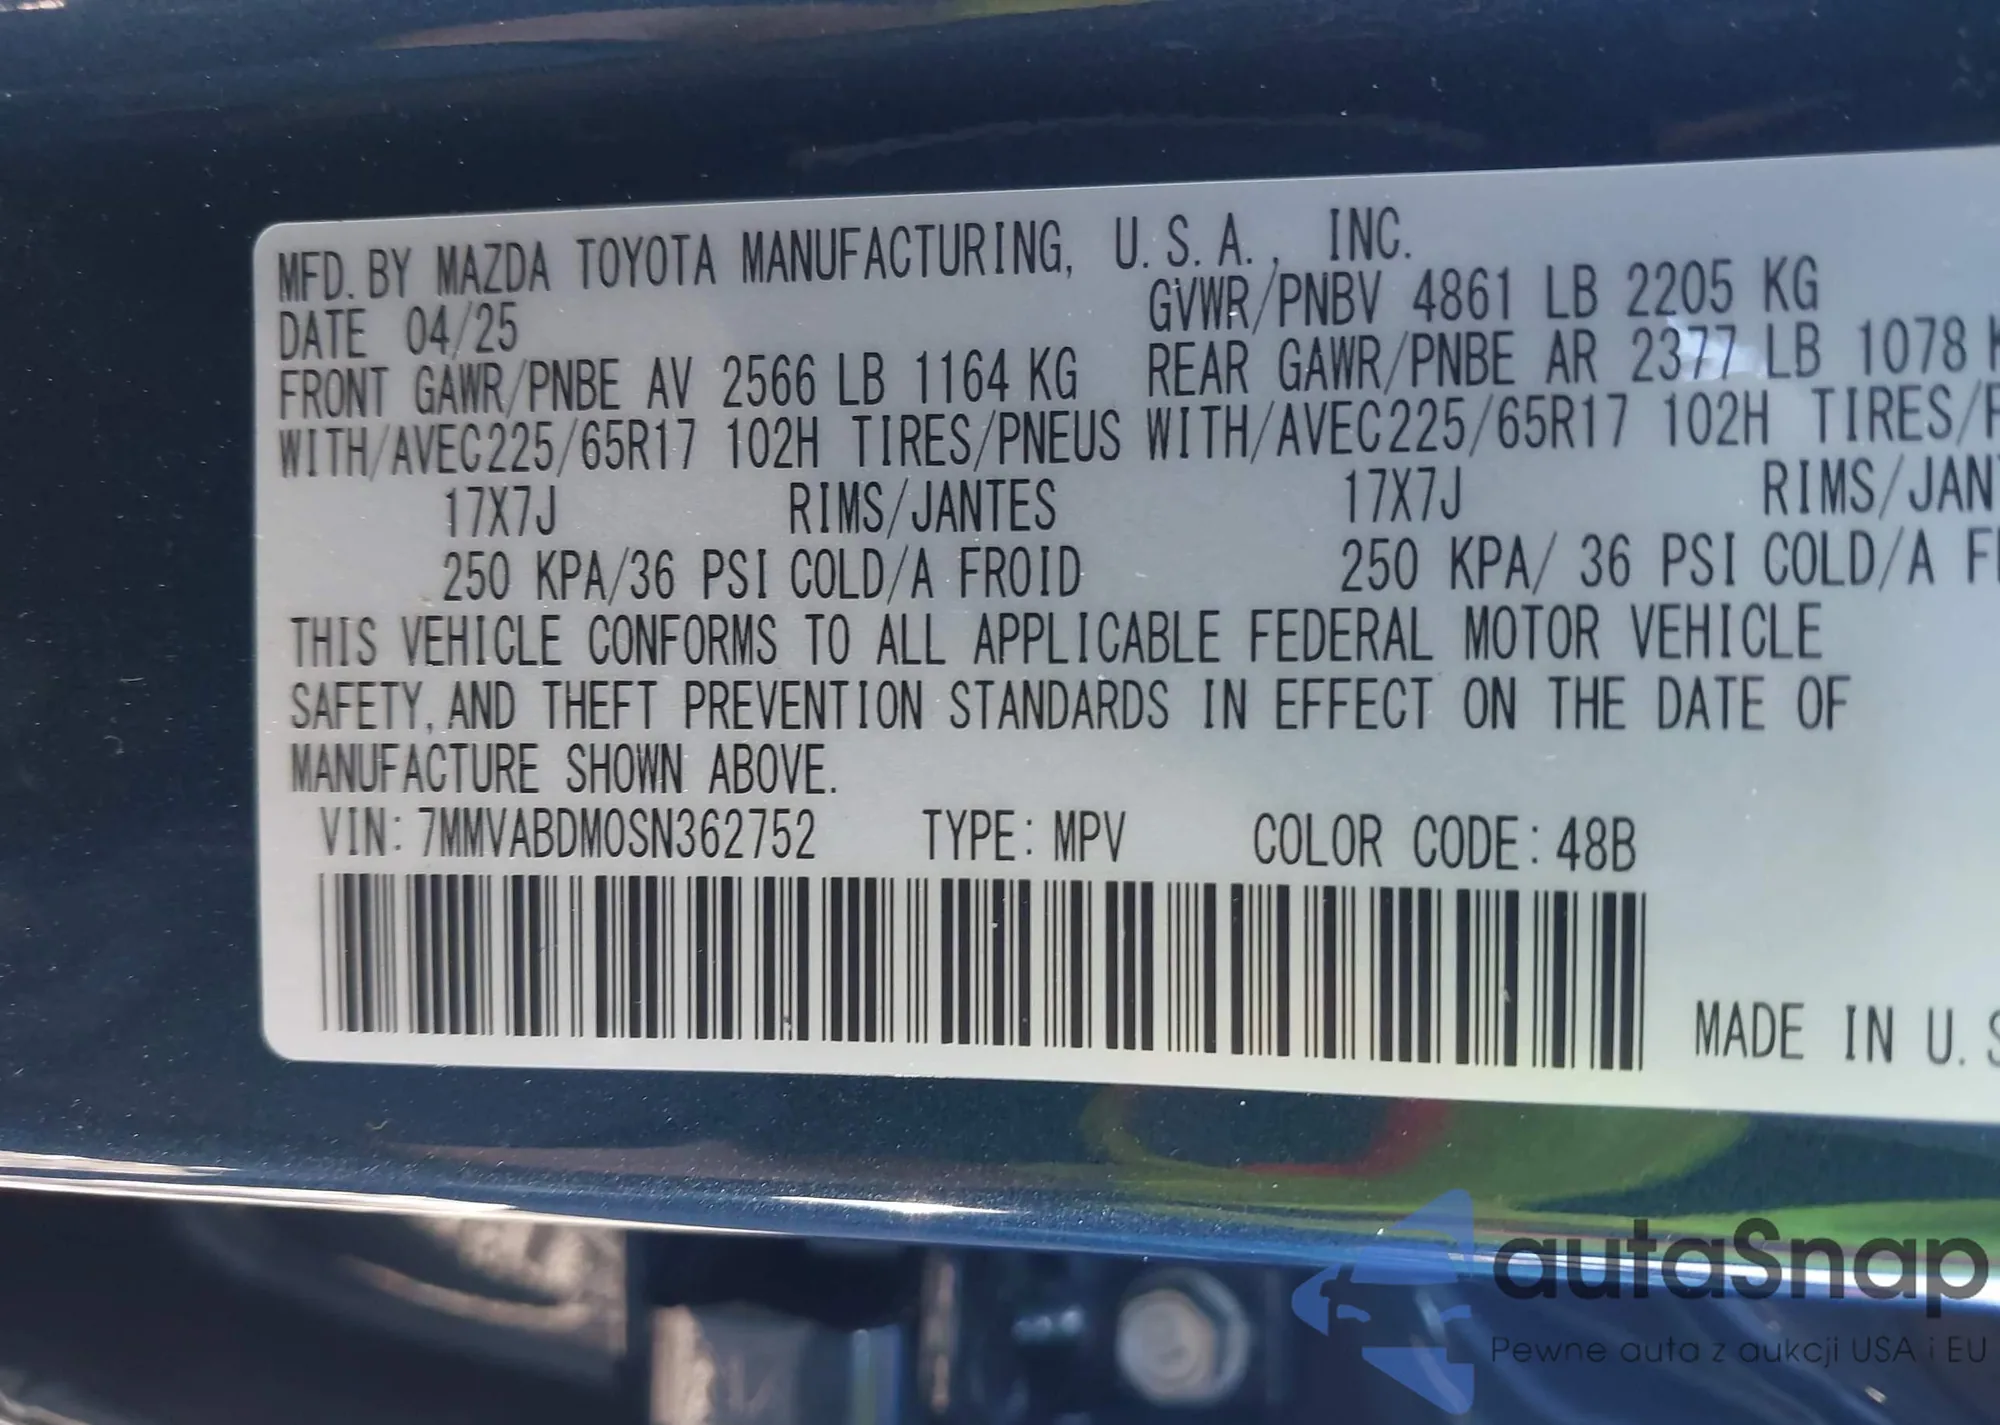 MFD. BY MAZDA TOYOTA MANUFACTURING, U.S.A., INC.
DATE 04/25 GVWR/PNBV 4861 LB 2205 KG
FRONT GAWR/PNBE AV 2566 LB 1164 KG REAR GAWR/PNBE AR 2377 LB 1078 K
WITH/AVEC225/65R17 102H TIRES/PNEUS WITH/AVEC225/65R17 102H TIRES/P
17X7J RIMS/JANTES 17X7J RIMS/JAN
250 KPA/36 PSI COLD/A FROID 250 KPA/ 36 PSI COLD/A F
THIS VEHICLE CONFORMS TO ALL APPLICABLE FEDERAL MOTOR VEHICLE
SAFETY, AND THEFT PREVENTION STANDARDS IN EFFECT ON THE DATE OF
MANUFACTURE SHOWN ABOVE.
VIN: 7MMVABDM0SN362752 TYPE: MPV COLOR CODE: 48B
MADE IN U.S
autaSnap
Pewne auta z aukcji USA i EU